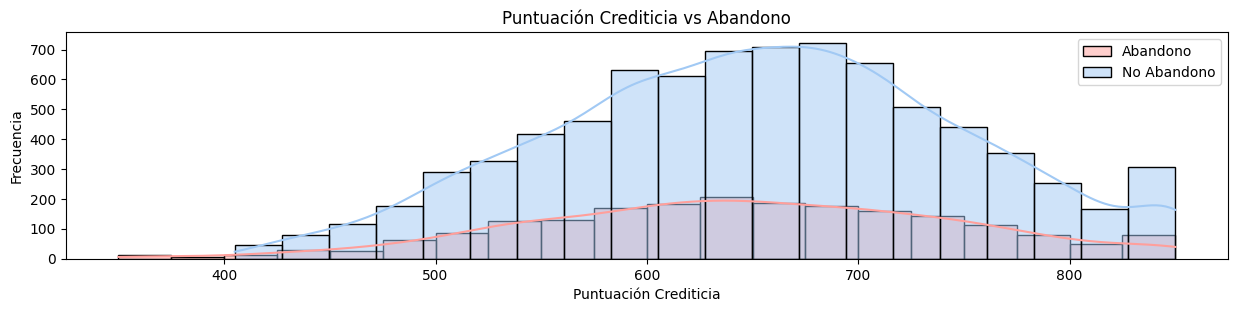 Puntuación Crediticia vs Abandono
700
600
500
400
300
200
100
0
Frecuencia
Abandono
No Abandono
400 500 600 700 800
Puntuación Crediticia